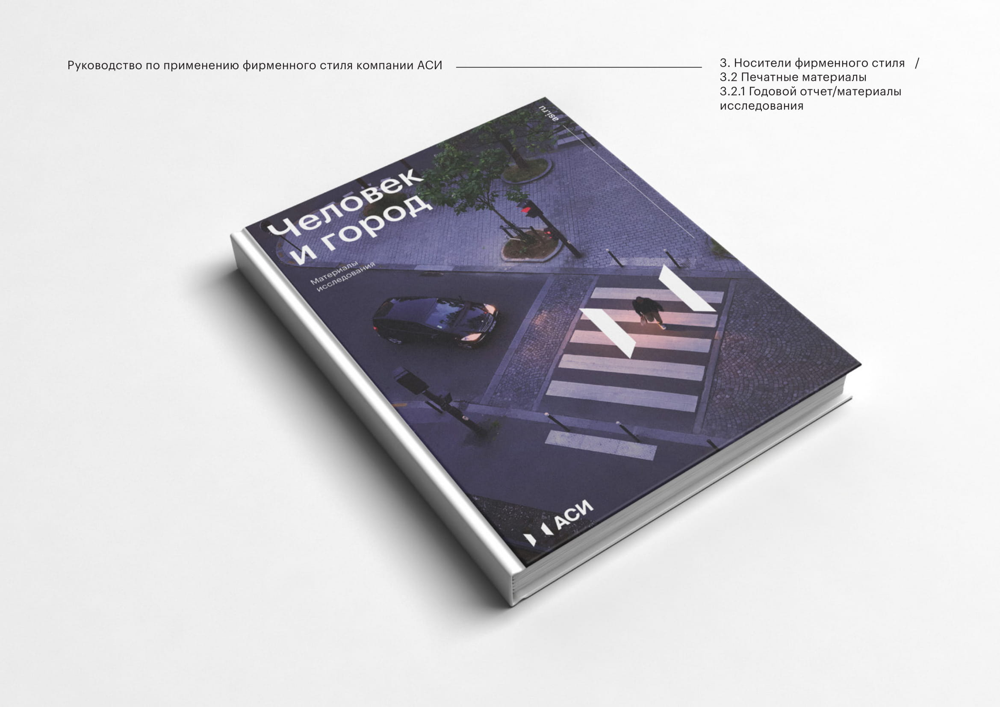 Руководство по применению фирменного стиля компании АСИ
3. Носители фирменного стиля /
3.2 Печатные материалы
3.2.1 Годовой отчет/материалы
исследования
asi.ru
Человек
и город
Материалы
исследования
АСИ